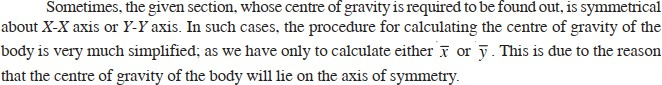 Sometimes, the given section, whose centre of gravity is required to be found out, is symmetrical
about X-X axis or Y-Y axis. In such cases, the procedure for calculating the centre of gravity of the
body is very much simplified; as we have only to calculate either x̅ or y̅. This is due to the reason
that the centre of gravity of the body will lie on the axis of symmetry.